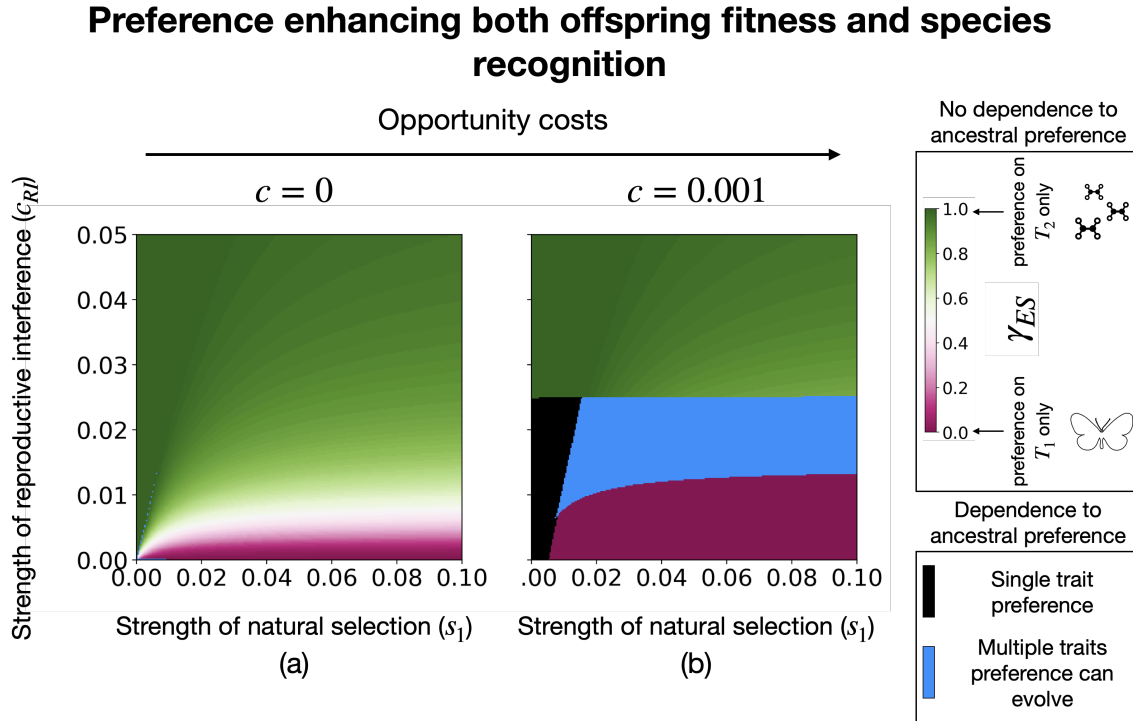 Preference enhancing both offspring fitness and species
recognition
Opportunity costs
c = 0
c = 0.001
Strength of reproductive interference (c_RI)
0.05
0.04
0.03
0.02
0.01
0.00
0.00 0.02 0.04 0.06 0.08 0.10
.00 0.02 0.04 0.06 0.08 0.10
Strength of natural selection (s₁)
Strength of natural selection (s₁)
(a)
(b)
No dependence to
ancestral preference
1.0
0.8
0.6
0.4
0.2
0.0
γ_ES
preference on
T₂ only
preference on
T₁ only
Dependence to
ancestral preference
Single trait
preference
Multiple traits
preference can
evolve